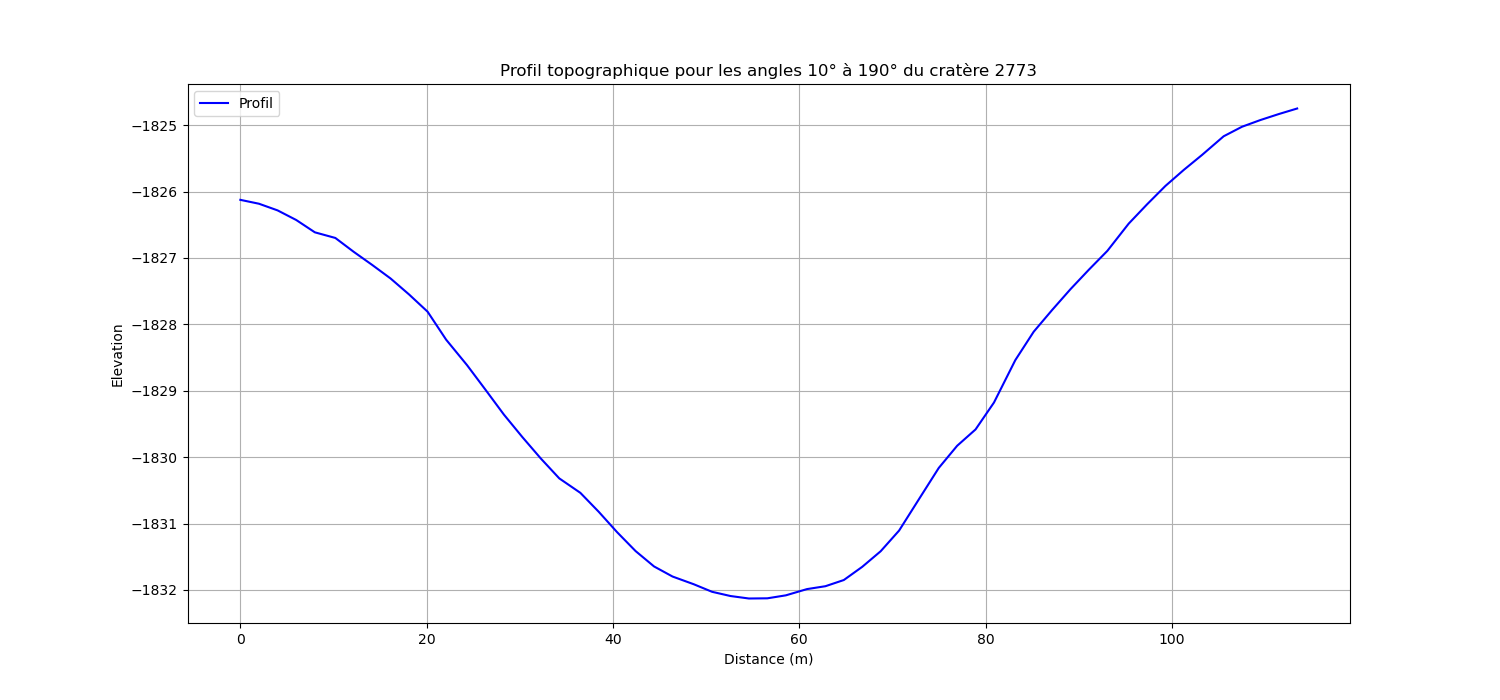 Profil topographique pour les angles 10° à 190° du cratère 2773
Profil
−1825
−1826
−1827
−1828
−1829
−1830
−1831
−1832
Elevation
0 20 40 60 80 100
Distance (m)